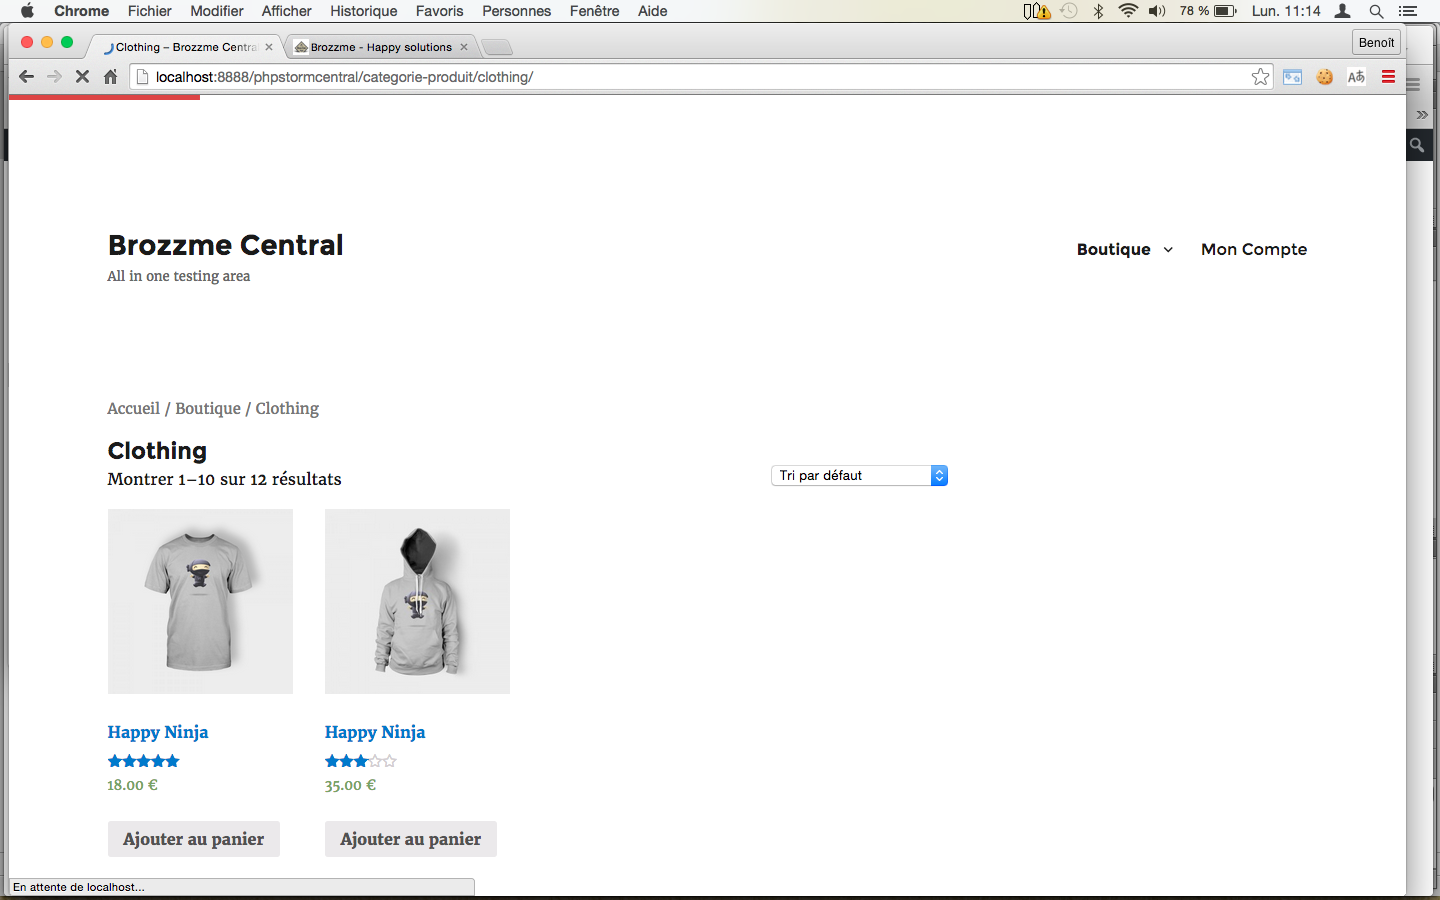 Chrome Fichier Modifier Afficher Historique Favoris Personnes Fenêtre Aide 78 % Lun. 11:14
Clothing – Brozzme Centra Brozzme - Happy solutions Benoît
localhost:8888/phpstormcentral/categorie-produit/clothing/ Aあ
Brozzme Central
All in one testing area
Boutique Mon Compte
Accueil / Boutique / Clothing
Clothing
Montrer 1–10 sur 12 résultats
Tri par défaut
Happy Ninja Happy Ninja
18.00 € 35.00 €
Ajouter au panier Ajouter au panier
En attente de localhost...